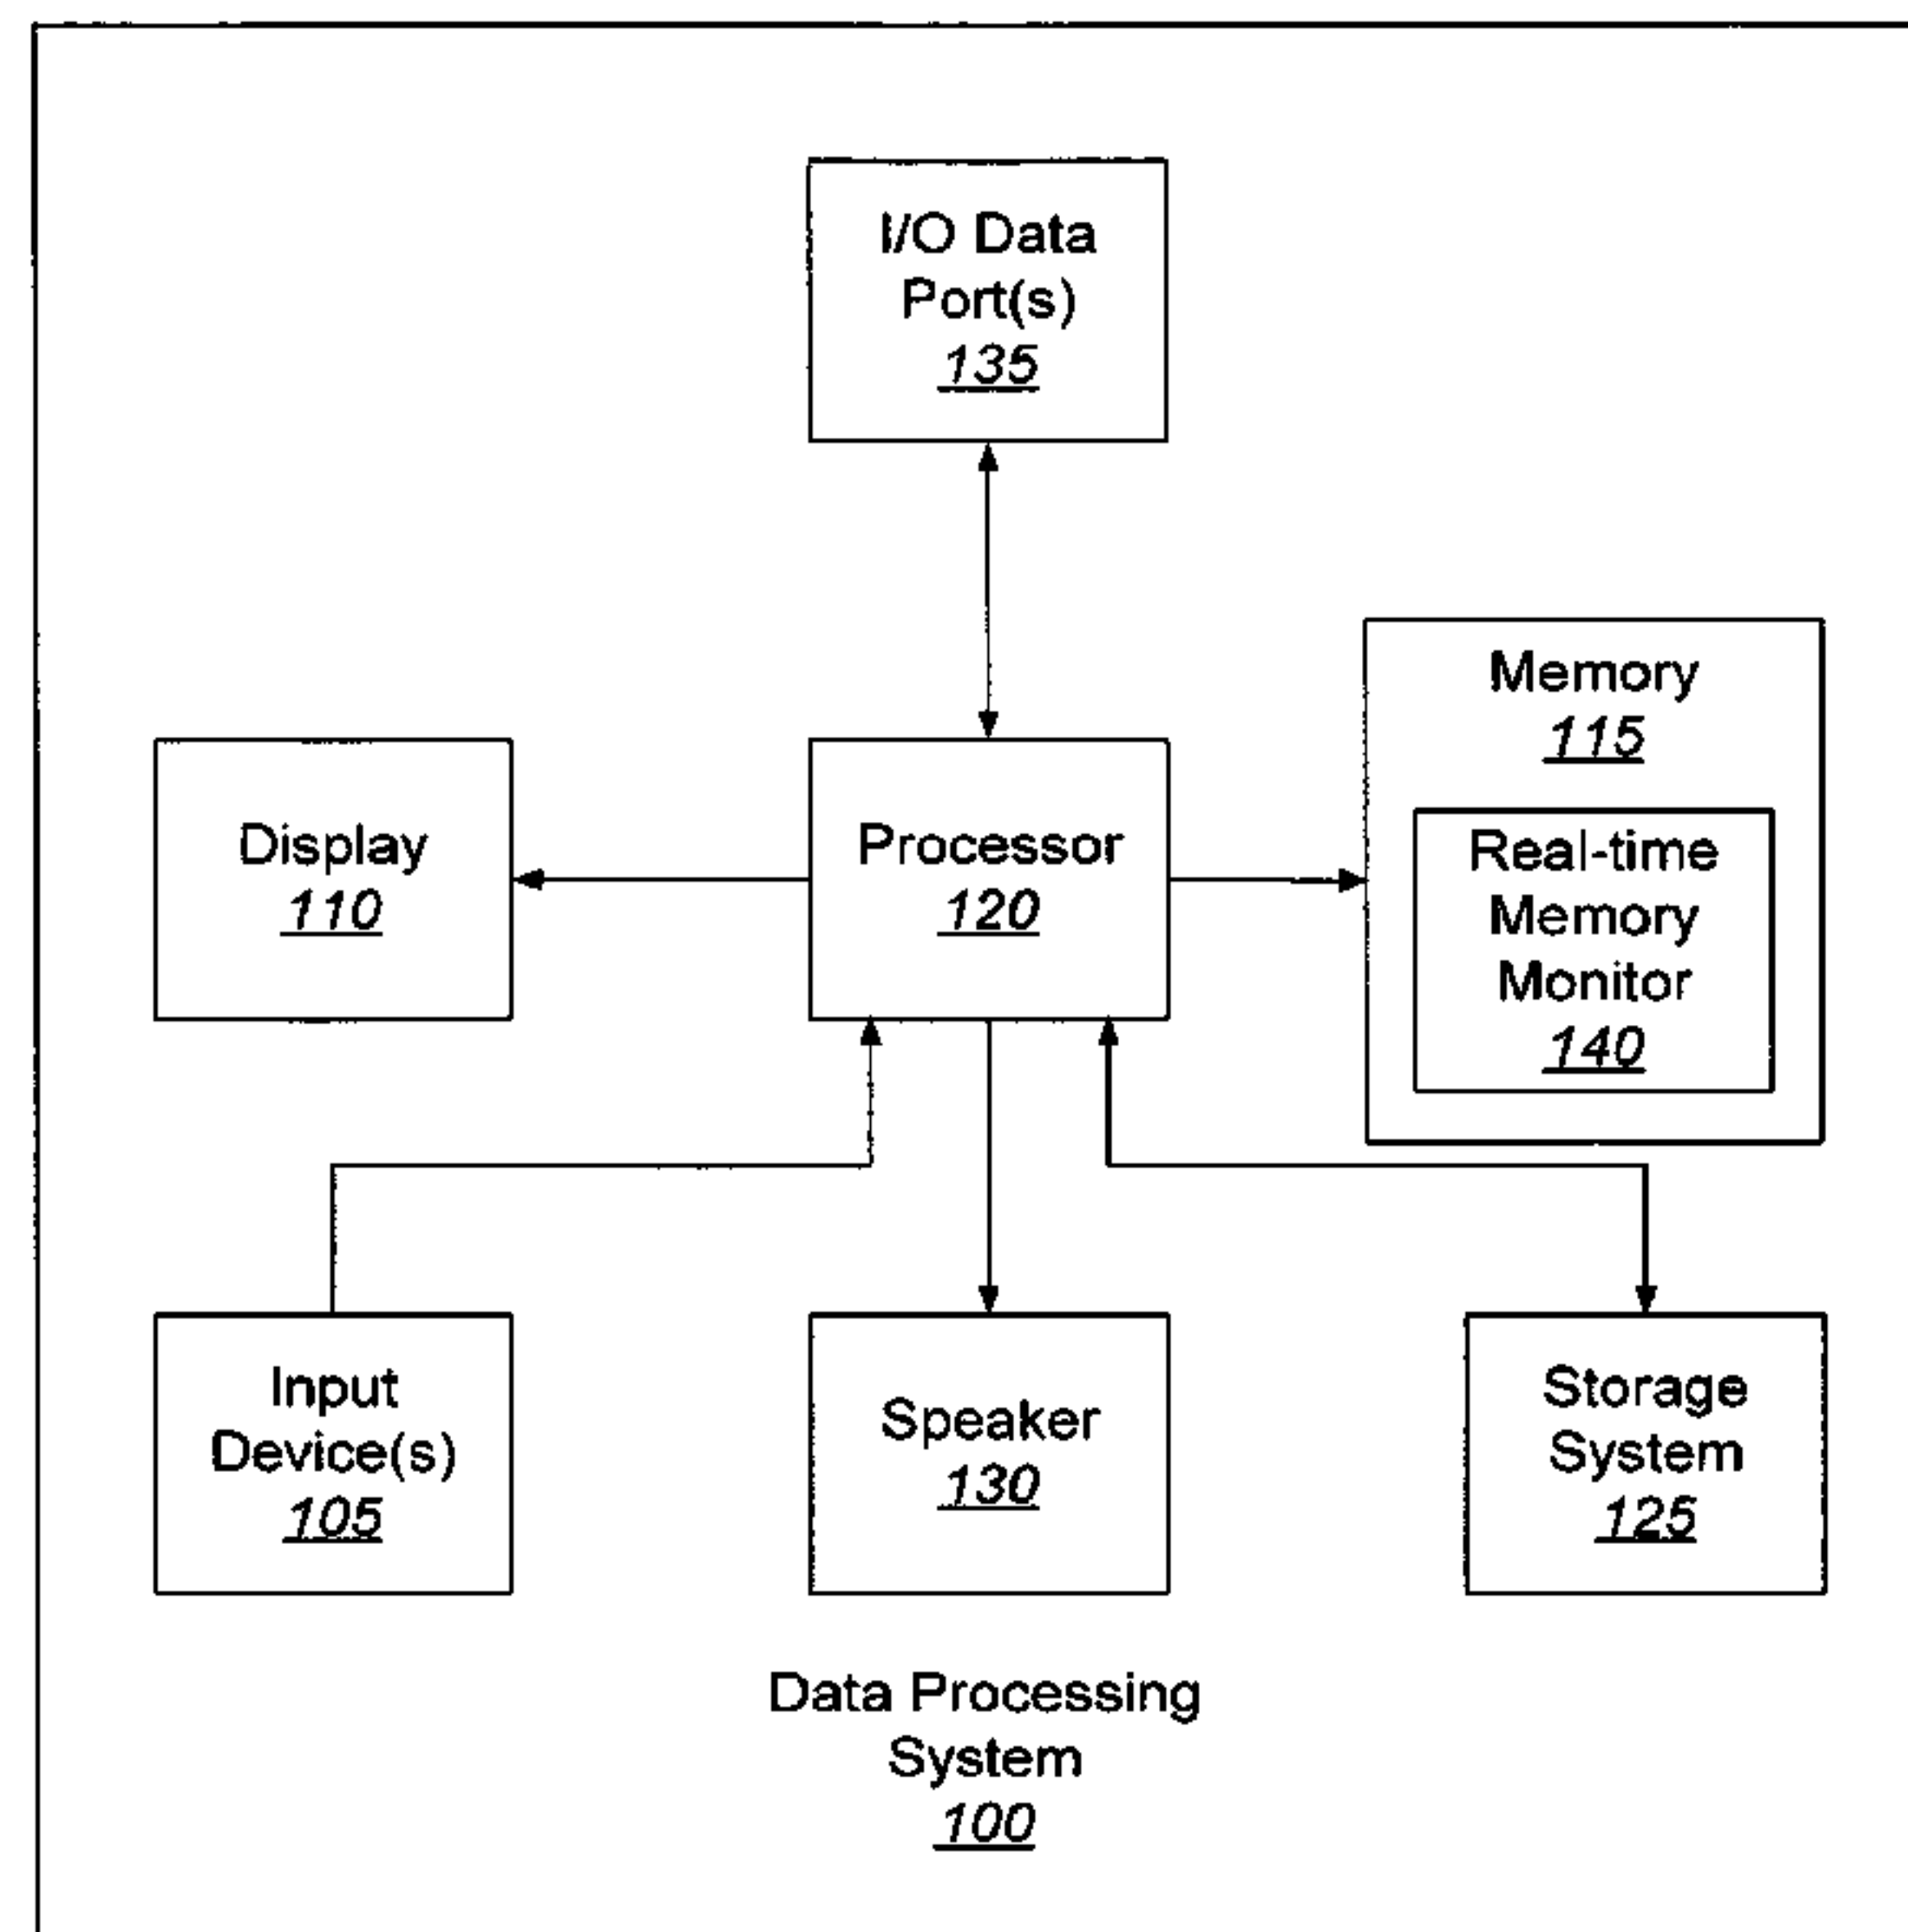 I/O Data
Port(s)
135
Memory
115
Display
110
Processor
120
Real-time
Memory
Monitor
140
Input
Device(s)
105
Speaker
130
Storage
System
125
Data Processing
System
100